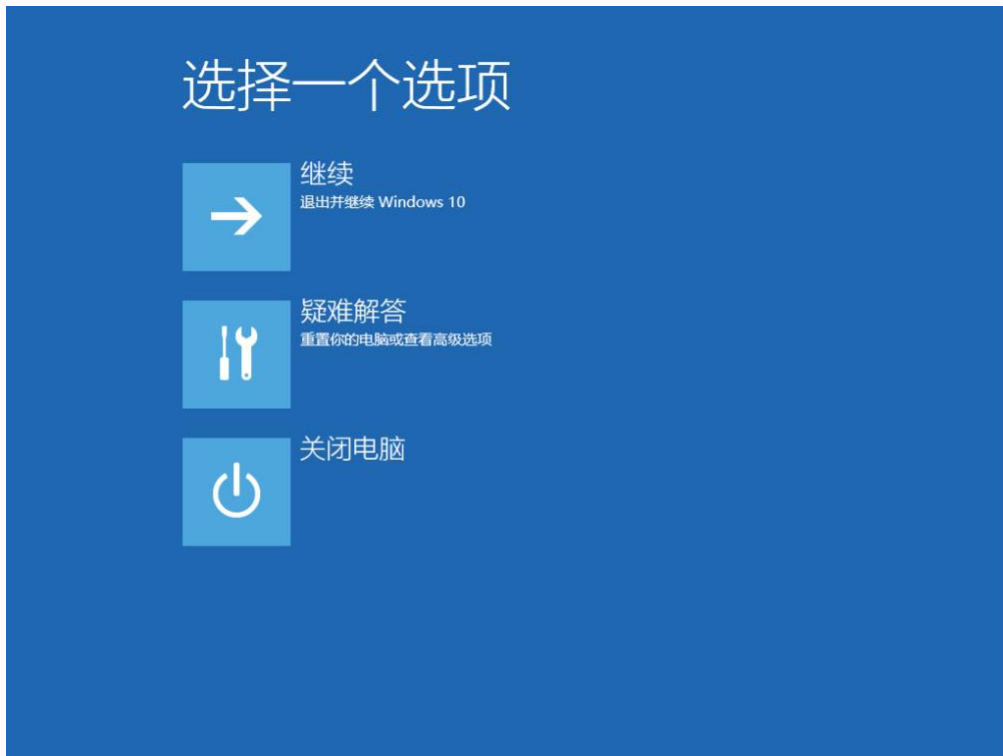 选择一个选项
继续
退出并继续 Windows 10
疑难解答
重置你的电脑或查看高级选项
关闭电脑